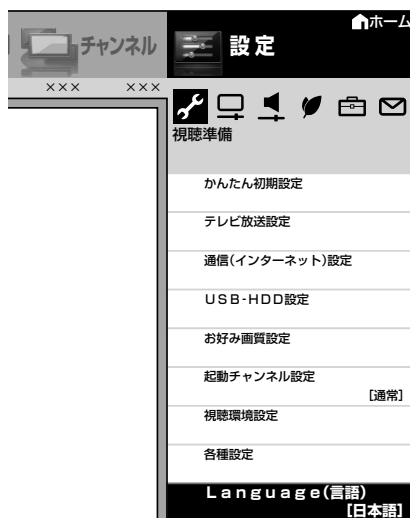 ホーム
チャンネル
設定
××× ×××
視聴準備
かんたん初期設定
テレビ放送設定
通信(インターネット)設定
USB-HDD設定
お好み画質設定
起動チャンネル設定
[通常]
視聴環境設定
各種設定
Language(言語)
[日本語]